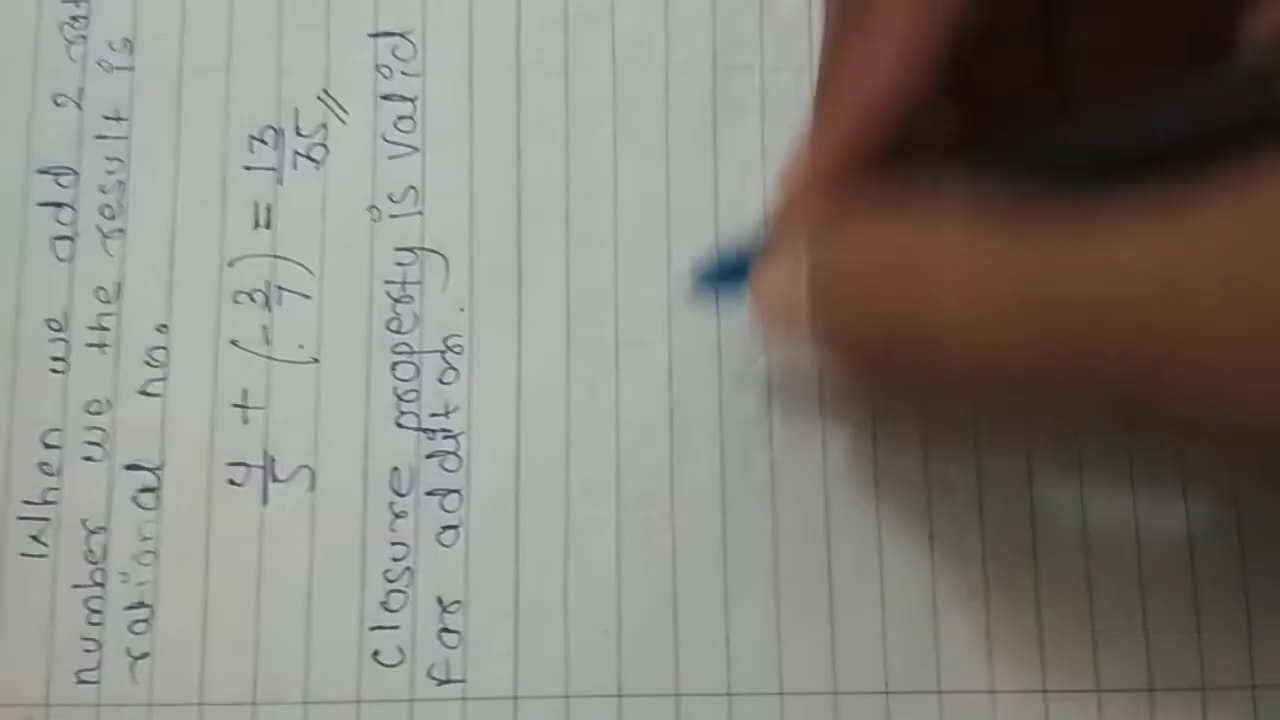 When we add 2
number we the result is
rational no.
4/5 + (-3/7) = 13/35 //
Closure property is valid
for addition.